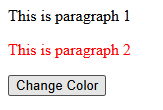 This is paragraph 1
This is paragraph 2
Change Color